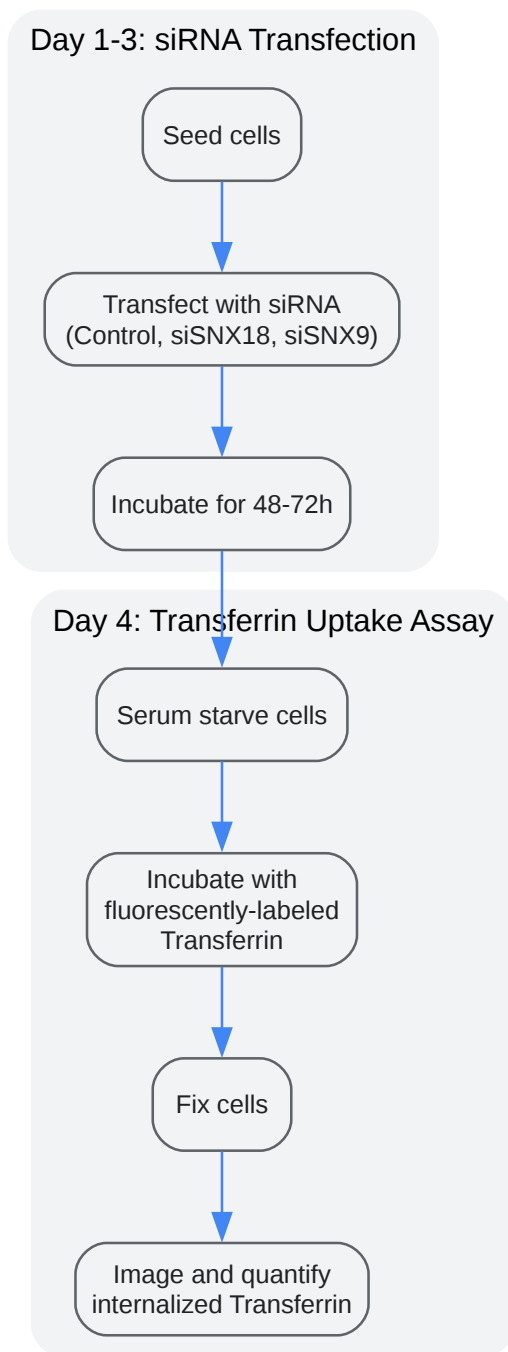 Day 1-3: siRNA Transfection
Seed cells
Transfect with siRNA
(Control, siSNX18, siSNX9)
Incubate for 48-72h
Day 4: Transferrin Uptake Assay
Serum starve cells
Incubate with
fluorescently-labeled
Transferrin
Fix cells
Image and quantify
internalized Transferrin